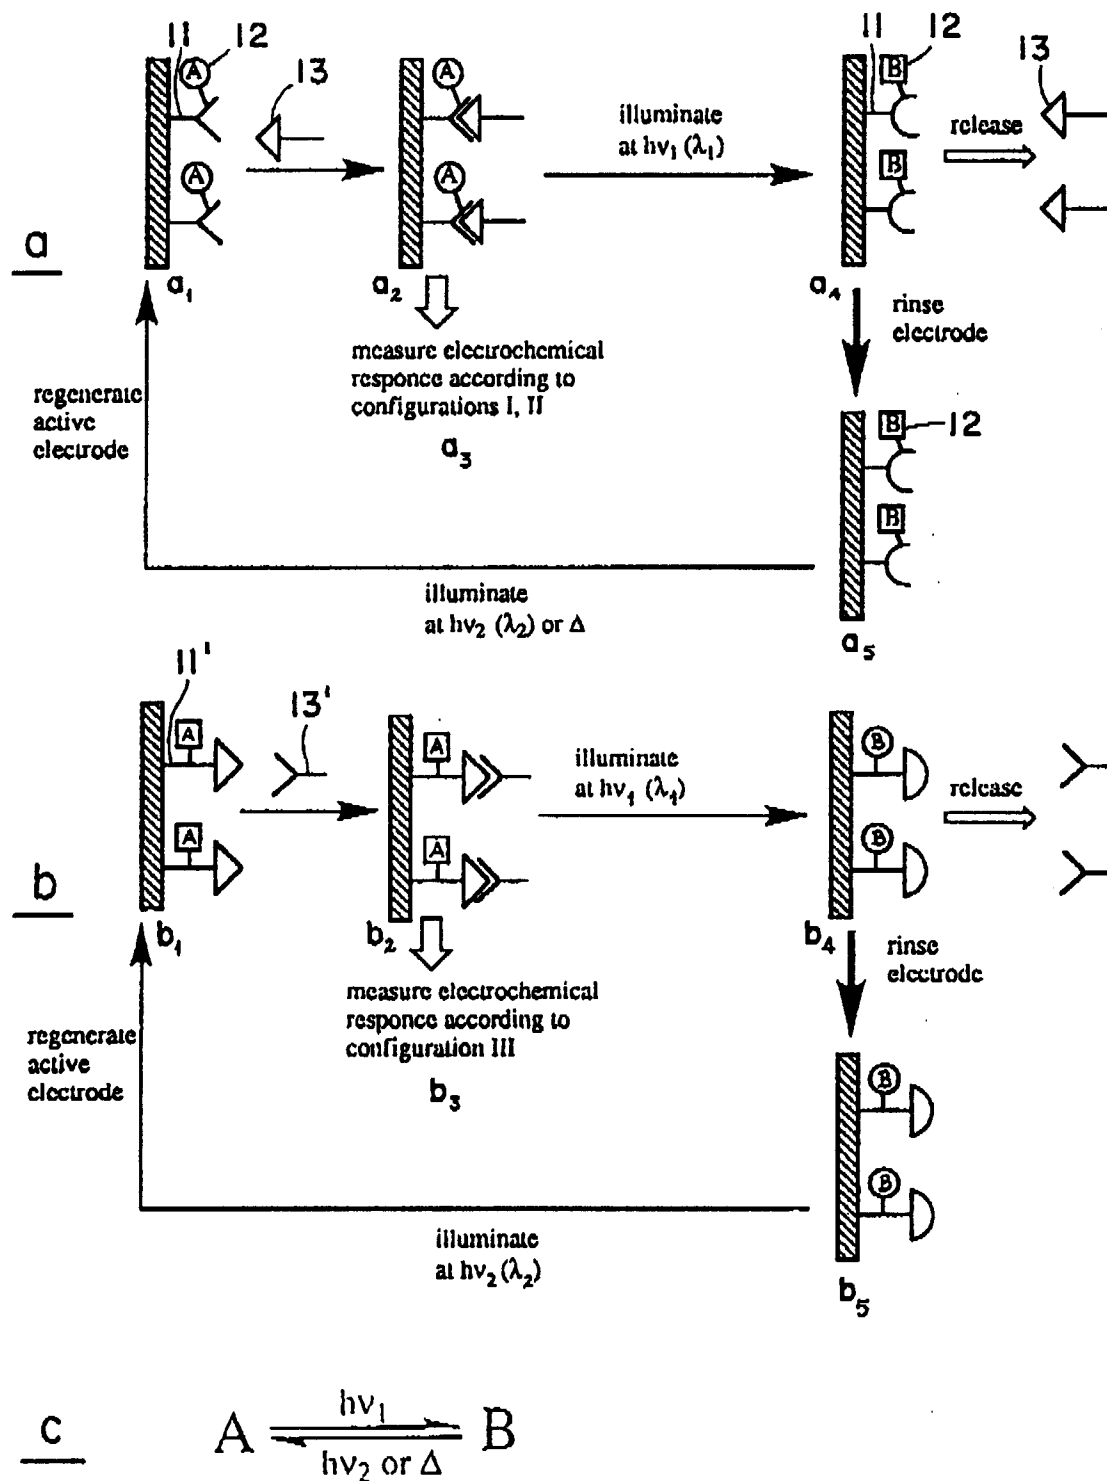 11 12
A
13
A
illuminate
at hν₁ (λ₁)
A
A
11 12
B
B
release
13
a
a₁
a₂
a₄
measure electrochemical
responce according to
configurations I, II
a₃
rinse
electrode
regenerate
active
electrode
B 12
B
illuminate
at hν₂ (λ₂) or Δ
a₅
11'
13'
A
A
A
A
illuminate
at hν₁ (λ₁)
B
B
release
b
b₁
b₂
b₄
measure electrochemical
responce according to
configuration III
b₃
rinse
electrode
regenerate
active
electrode
B
B
illuminate
at hν₂ (λ₂)
b₅
c
hν₁
A B
hν₂ or Δ